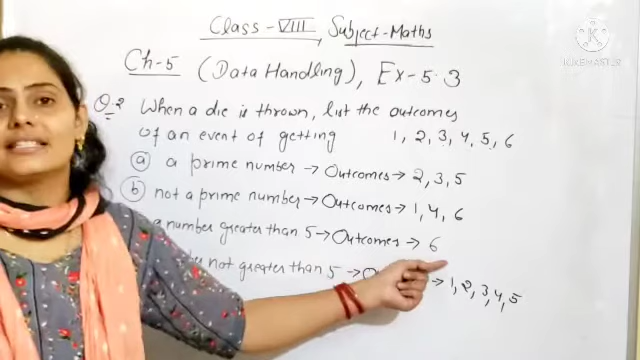 Class - VIII, Subject - Maths
Ch-5 (Data Handling), Ex-5.3
Q.2 When a die is thrown, list the outcomes
of an event of getting 1, 2, 3, 4, 5, 6
(a) a prime number → Outcomes → 2, 3, 5
(b) not a prime number → Outcomes → 1, 4, 6
a number greater than 5 → Outcomes → 6
not greater than 5 → → 1, 2, 3, 4, 5
KINEMASTER